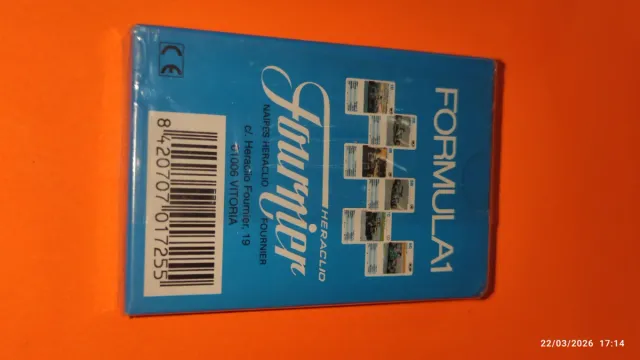 FORMULA1
HERACLIO
Fournier
NAIPES HERACLIO FOURNIER
c/. Heraclio Fournier, 19
01006 VITORIA
8 420707 017255
CE
22/03/2026 17:14